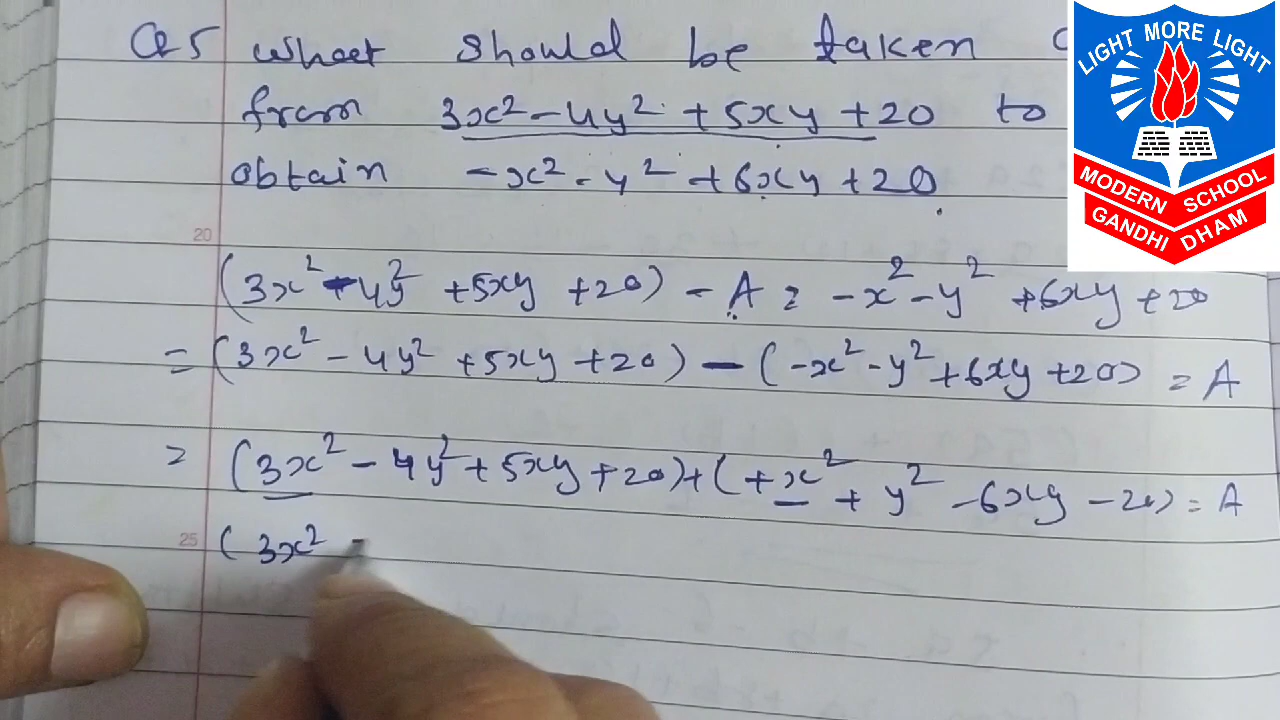 Q5 What should be taken
from 3x² - 4y² + 5xy + 20 to
obtain -x² - y² + 6xy + 20.
20
(3x² - 4y² + 5xy + 20) - A = -x² - y² + 6xy + 20
= (3x² - 4y² + 5xy + 20) - (-x² - y² + 6xy + 20) = A
= (3x² - 4y² + 5xy + 20) + (+x² + y² - 6xy - 20) = A
25
(3x²
LIGHT MORE LIGHT
MODERN SCHOOL
GANDHI DHAM